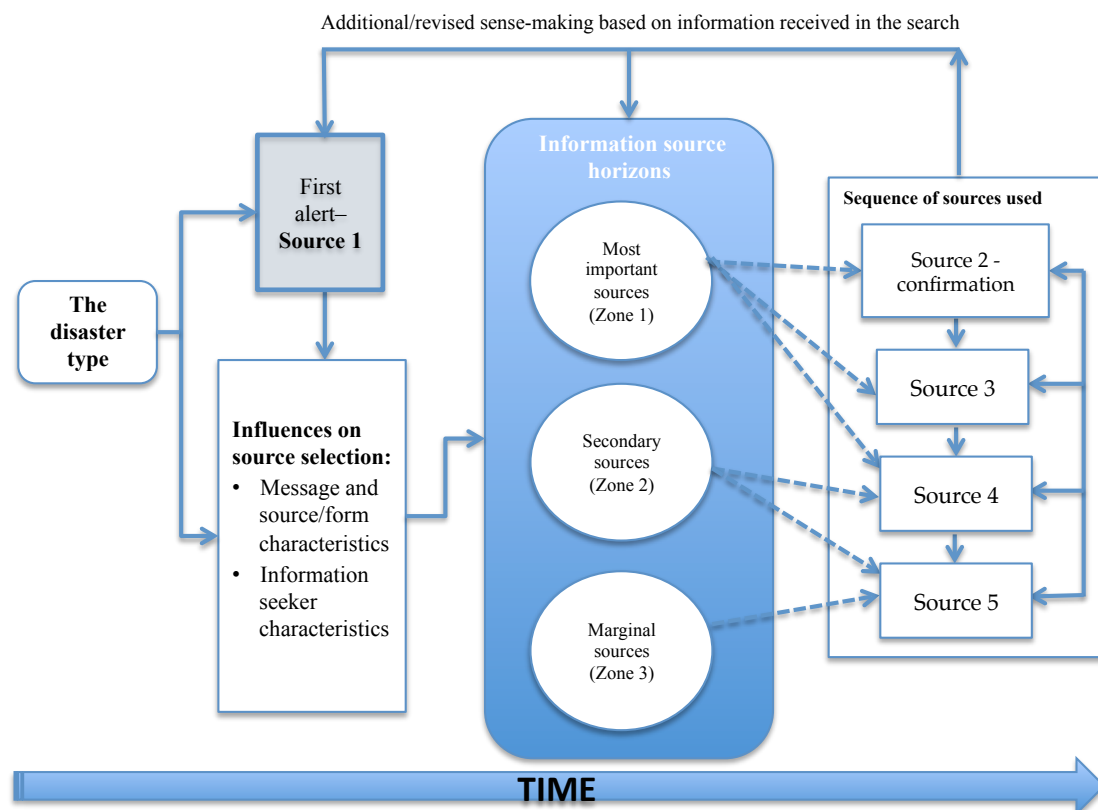 Additional/revised sense-making based on information received in the search
First
alert–
Source 1
The
disaster
type
Influences on
source selection:
• Message and
source/form
characteristics
• Information
seeker
characteristics
Information source
horizons
Most
important
sources
(Zone 1)
Secondary
sources
(Zone 2)
Marginal
sources
(Zone 3)
Sequence of sources used
Source 2 -
confirmation
Source 3
Source 4
Source 5
TIME